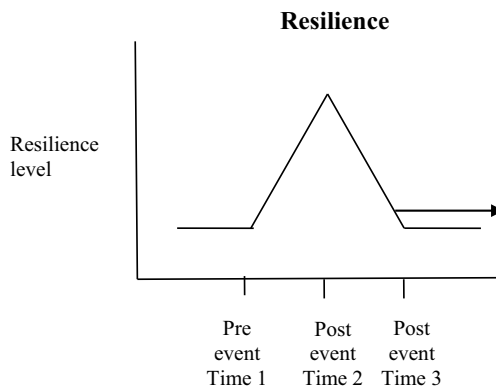 Resilience
Resilience
level
Pre
event
Time 1
Post
event
Time 2
Post
event
Time 3